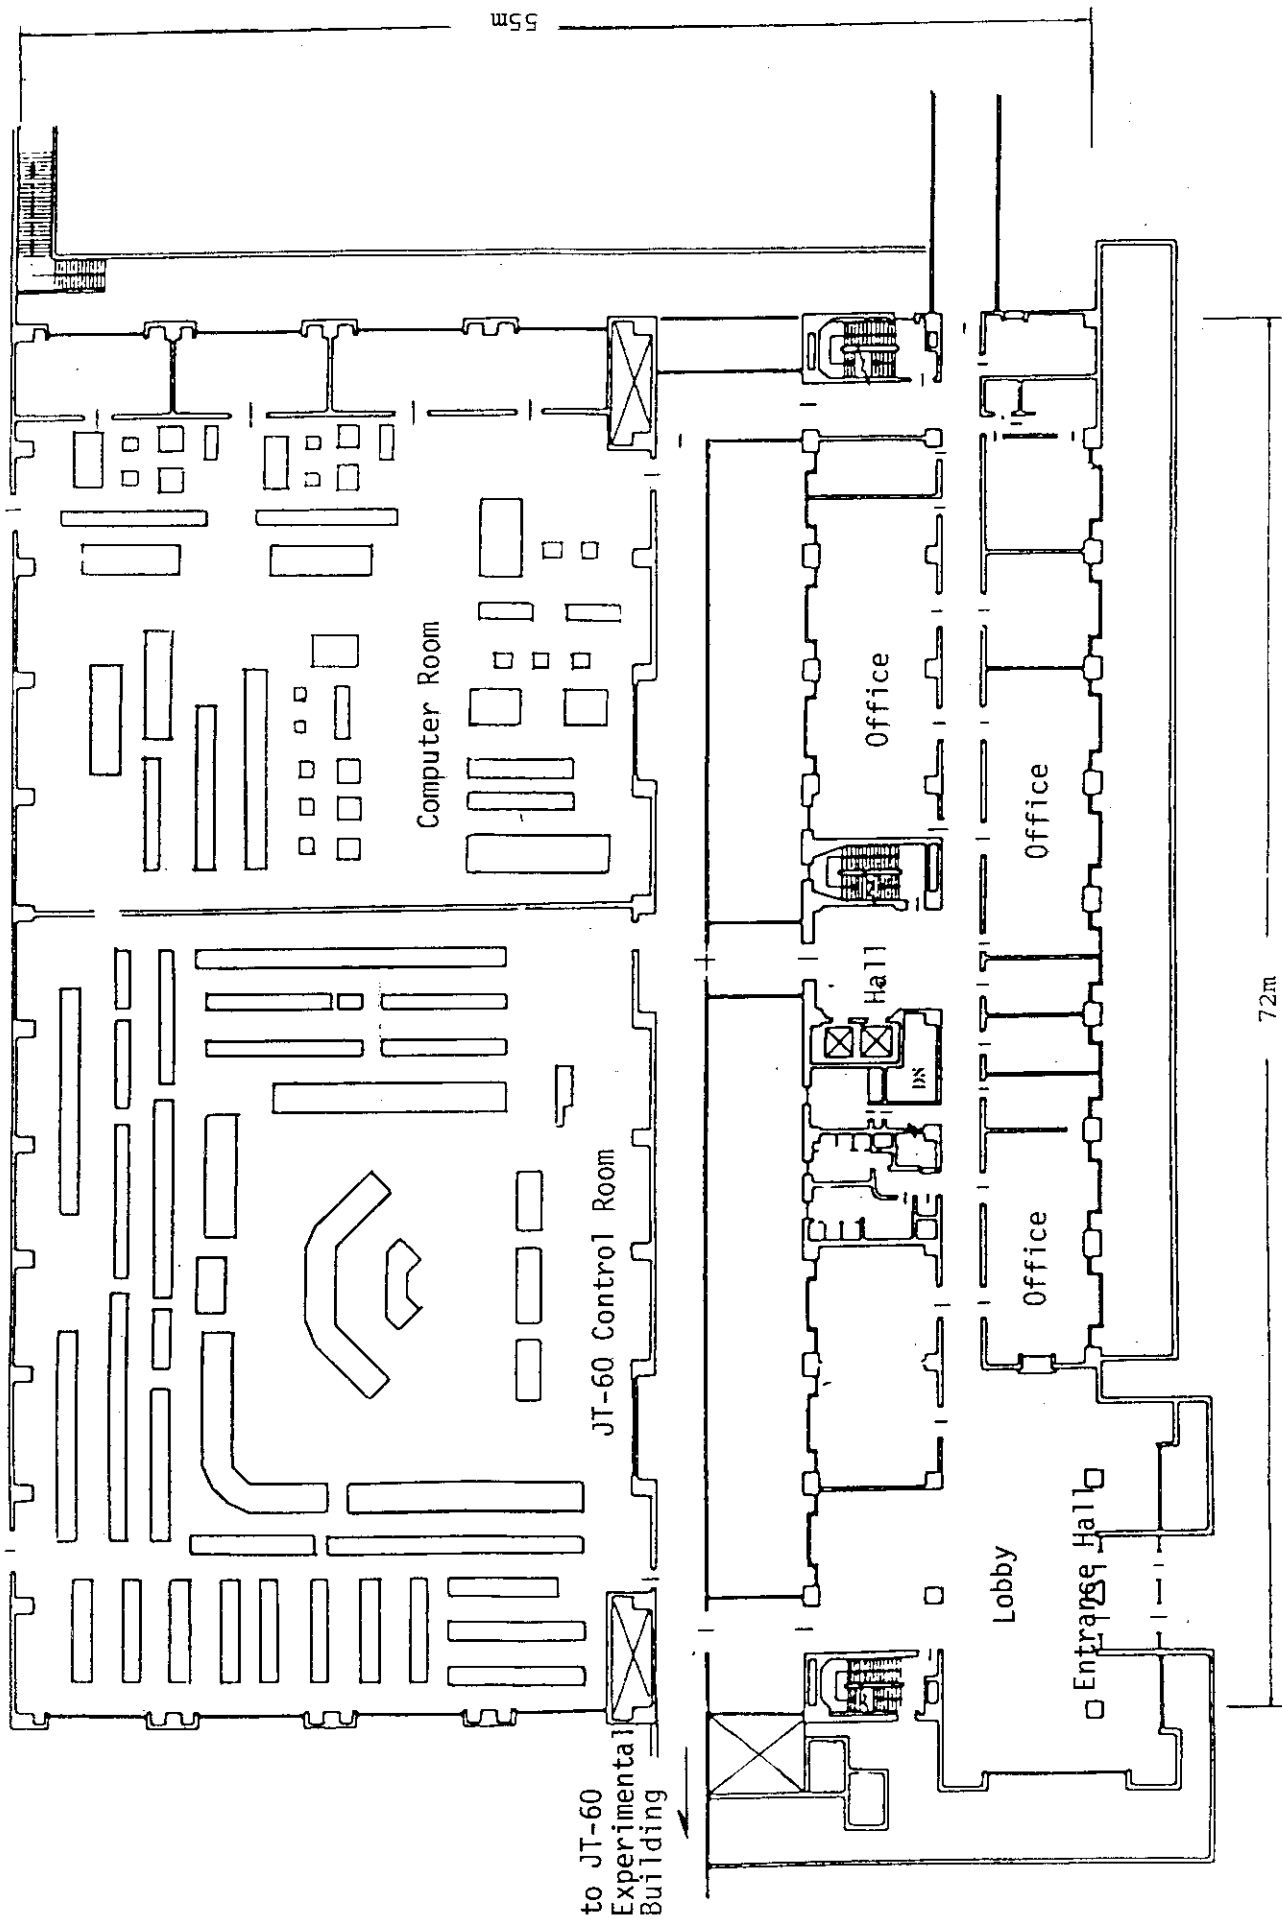 55m
Computer Room
JT-60 Control Room
Office
Office
Office
Hall
DS
Lobby
Entrance Hall
72m
to JT-60
Experimental
Building